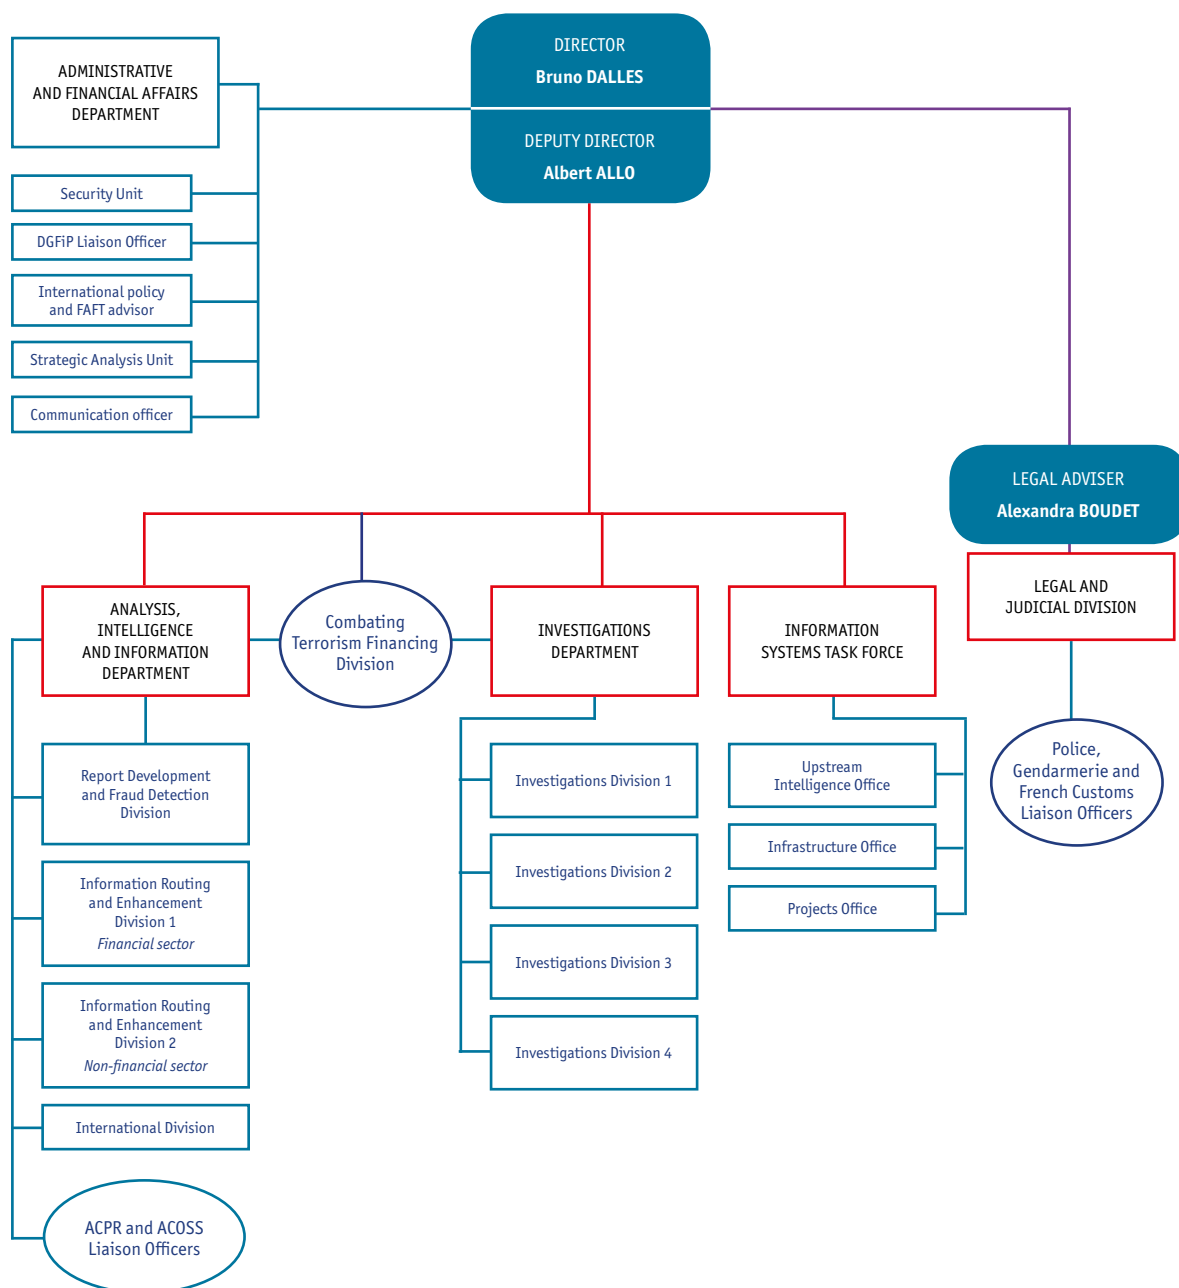 DIRECTOR
Bruno DALLES
DEPUTY DIRECTOR
Albert ALLO
ADMINISTRATIVE
AND FINANCIAL AFFAIRS
DEPARTMENT
Security Unit
DGFiP Liaison Officer
International policy
and FAFT advisor
Strategic Analysis Unit
Communication officer
LEGAL ADVISER
Alexandra BOUDET
LEGAL AND
JUDICIAL DIVISION
Police,
Gendarmerie and
French Customs
Liaison Officers
ANALYSIS,
INTELLIGENCE
AND INFORMATION
DEPARTMENT
Combating
Terrorism Financing
Division
INVESTIGATIONS
DEPARTMENT
INFORMATION
SYSTEMS TASK FORCE
Report Development
and Fraud Detection
Division
Information Routing
and Enhancement
Division 1
Financial sector
Information Routing
and Enhancement
Division 2
Non-financial sector
International Division
ACPR and ACOSS
Liaison Officers
Investigations Division 1
Investigations Division 2
Investigations Division 3
Investigations Division 4
Upstream
Intelligence Office
Infrastructure Office
Projects Office